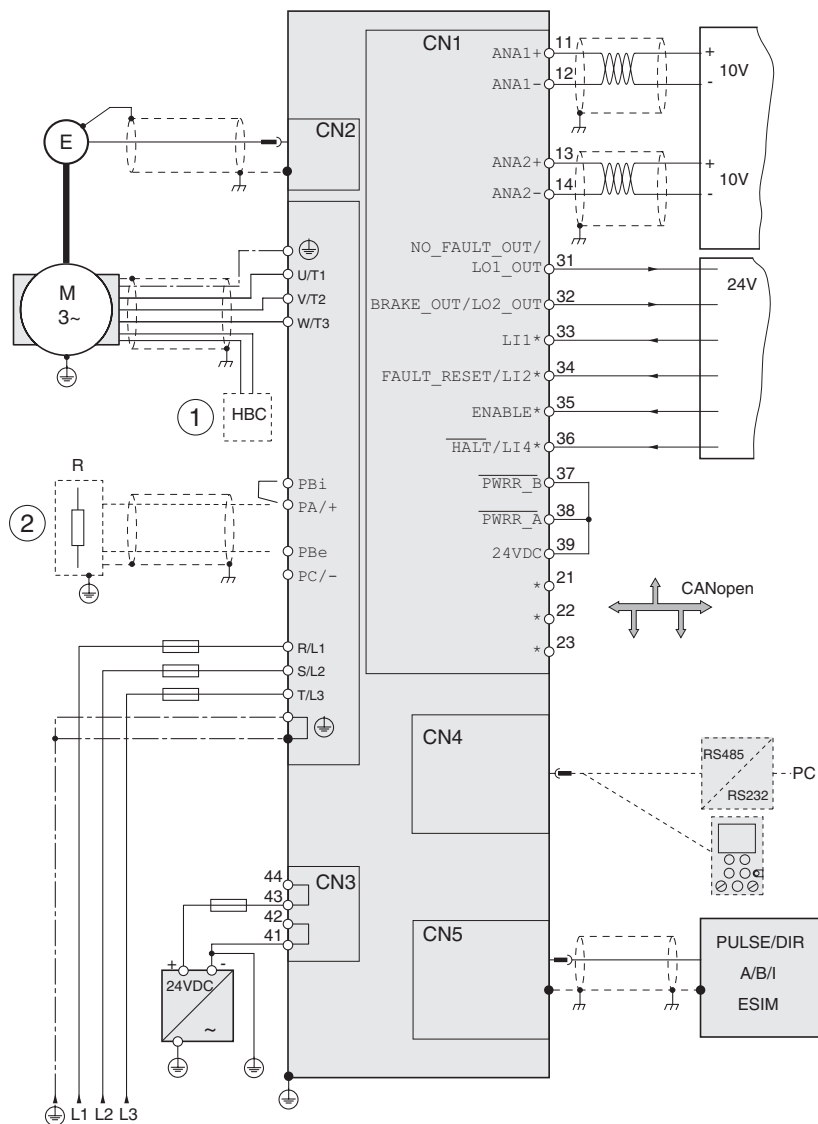 CN1
ANA1+ 11
ANA1- 12
+
10V
-
CN2
E
ANA2+ 13
ANA2- 14
+
10V
-
NO_FAULT_OUT/
LO1_OUT 31
24V
BRAKE_OUT/LO2_OUT 32
LI1* 33
FAULT_RESET/LI2* 34
ENABLE* 35
HALT/LI4* 36
PWRR_B 37
PWRR_A 38
24VDC 39
* 21
* 22
* 23
CANopen
U/T1
V/T2
W/T3
M
3~
1
HBC
R
2
PBi
PA/+
PBe
PC/-
R/L1
S/L2
T/L3
CN4
RS485
RS232
PC
CN3
44
43
42
41
+ -
24VDC
~
CN5
PULSE/DIR
A/B/I
ESIM
L1 L2 L3